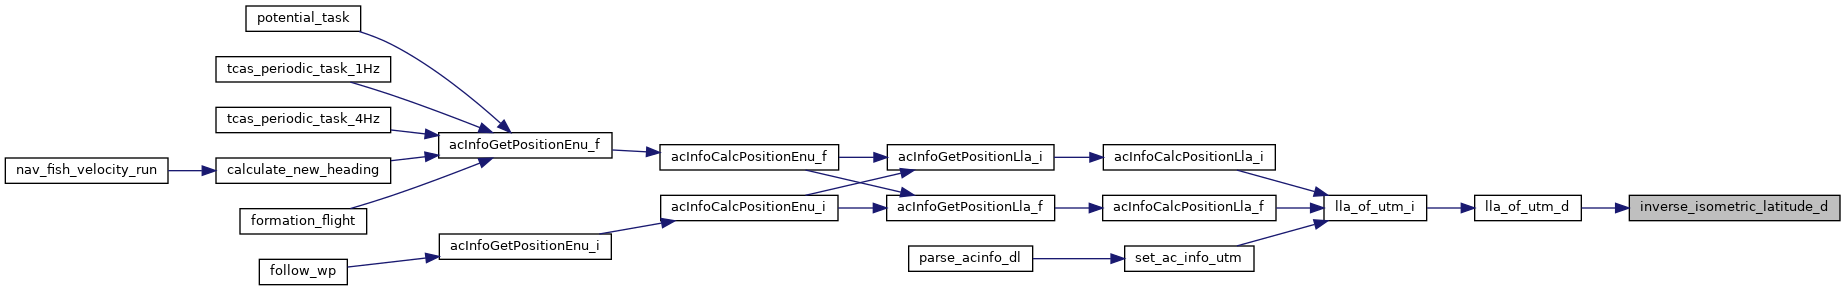 potential_task
tcas_periodic_task_1Hz
tcas_periodic_task_4Hz
acInfoGetPositionEnu_f
acInfoCalcPositionEnu_f
acInfoGetPositionLla_i
acInfoCalcPositionLla_i
nav_fish_velocity_run
calculate_new_heading
formation_flight
acInfoCalcPositionEnu_i
acInfoGetPositionLla_f
acInfoCalcPositionLla_f
lla_of_utm_i
lla_of_utm_d
inverse_isometric_latitude_d
acInfoGetPositionEnu_i
follow_wp
parse_acinfo_dl
set_ac_info_utm